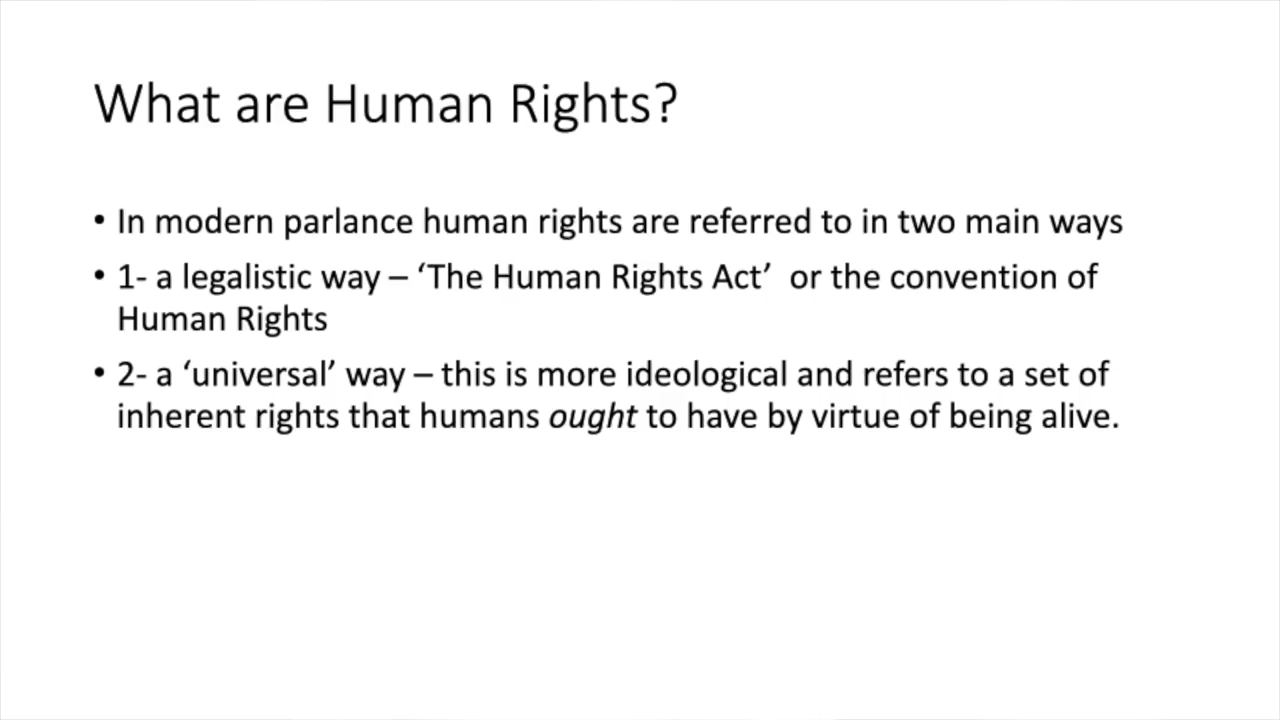 What are Human Rights?
• In modern parlance human rights are referred to in two main ways
• 1- a legalistic way – ‘The Human Rights Act’  or the convention of
Human Rights
• 2- a ‘universal’ way – this is more ideological and refers to a set of
inherent rights that humans ought to have by virtue of being alive.